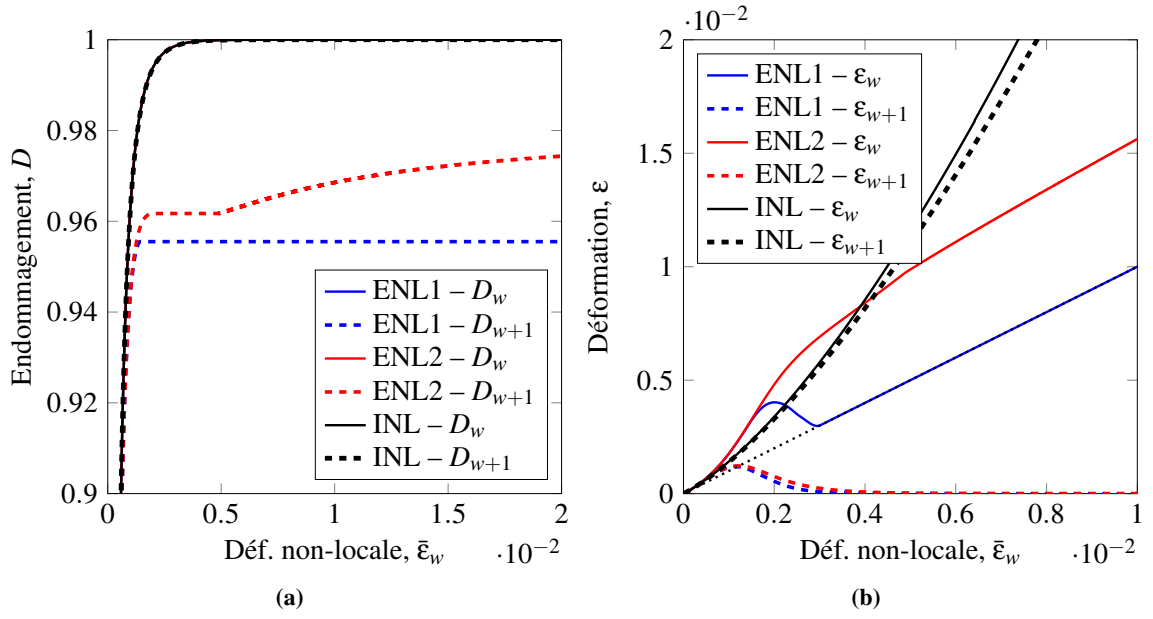 1
0.98
0.96
0.94
0.92
0.9
0
0.5
1
1.5
2
·10⁻²
Endommagement, D
Déf. non-locale, ε̄_w
ENL1 – D_w
ENL1 – D_{w+1}
ENL2 – D_w
ENL2 – D_{w+1}
INL – D_w
INL – D_{w+1}
(a)
·10⁻²
2
1.5
1
0.5
0
0
0.2
0.4
0.6
0.8
1
·10⁻²
Déformation, ε
Déf. non-locale, ε̄_w
ENL1 – ε_w
ENL1 – ε_{w+1}
ENL2 – ε_w
ENL2 – ε_{w+1}
INL – ε_w
INL – ε_{w+1}
(b)